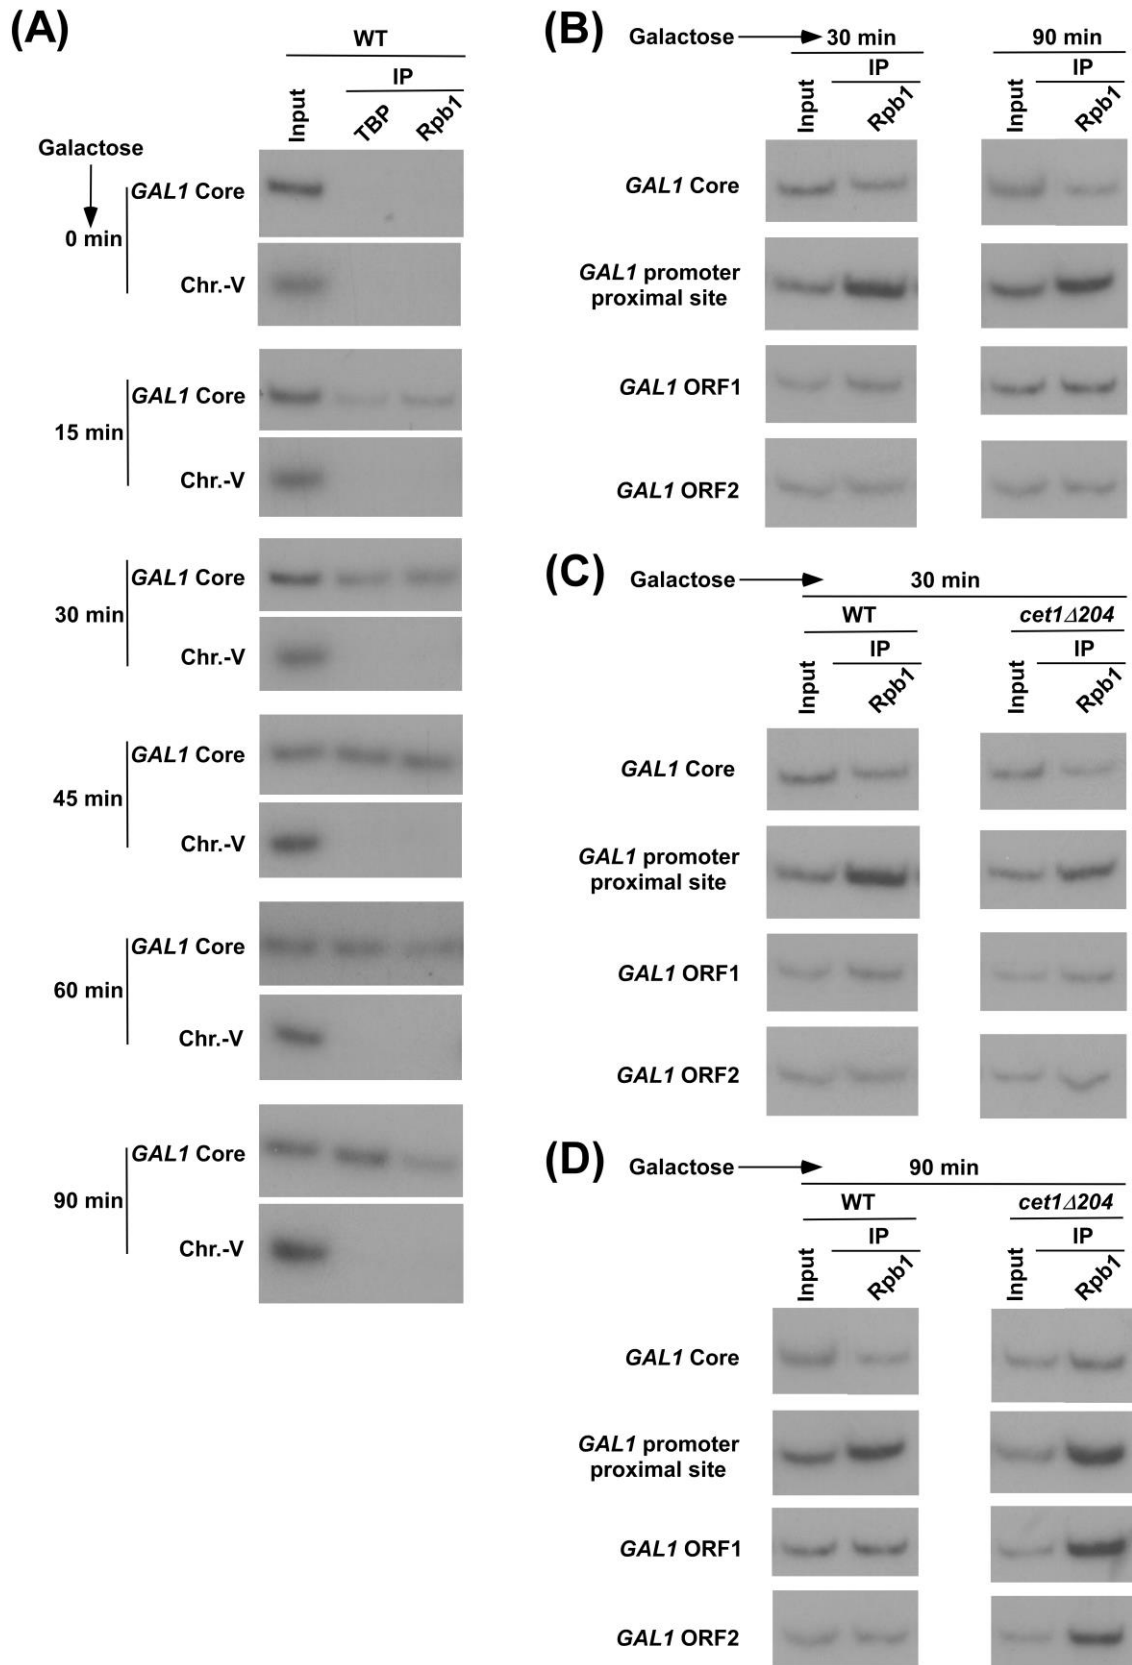 (A)
WT
IP
Input
TBP
Rpb1
Galactose
0 min
GAL1 Core
Chr.-V
15 min
GAL1 Core
Chr.-V
30 min
GAL1 Core
Chr.-V
45 min
GAL1 Core
Chr.-V
60 min
GAL1 Core
Chr.-V
90 min
GAL1 Core
Chr.-V
(B)
Galactose
30 min
90 min
IP
IP
Input
Rpb1
Input
Rpb1
GAL1 Core
GAL1 promoter
proximal site
GAL1 ORF1
GAL1 ORF2
(C)
Galactose
30 min
WT
cet1Δ204
IP
IP
Input
Rpb1
Input
Rpb1
GAL1 Core
GAL1 promoter
proximal site
GAL1 ORF1
GAL1 ORF2
(D)
Galactose
90 min
WT
cet1Δ204
IP
IP
Input
Rpb1
Input
Rpb1
GAL1 Core
GAL1 promoter
proximal site
GAL1 ORF1
GAL1 ORF2